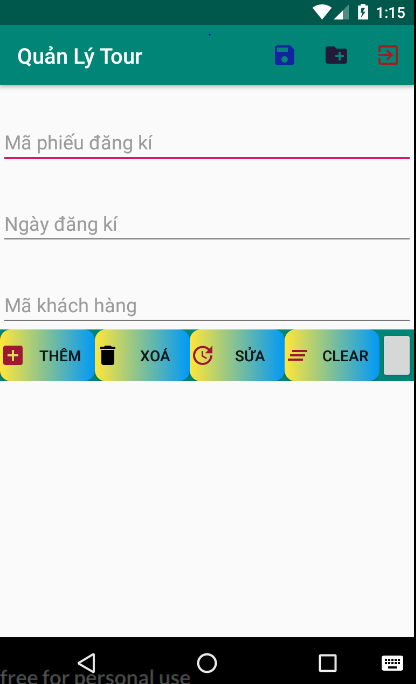 1:15
Quản Lý Tour
Mã phiếu đăng kí
Ngày đăng kí
Mã khách hàng
THÊM XOÁ SỬA CLEAR
free for personal use